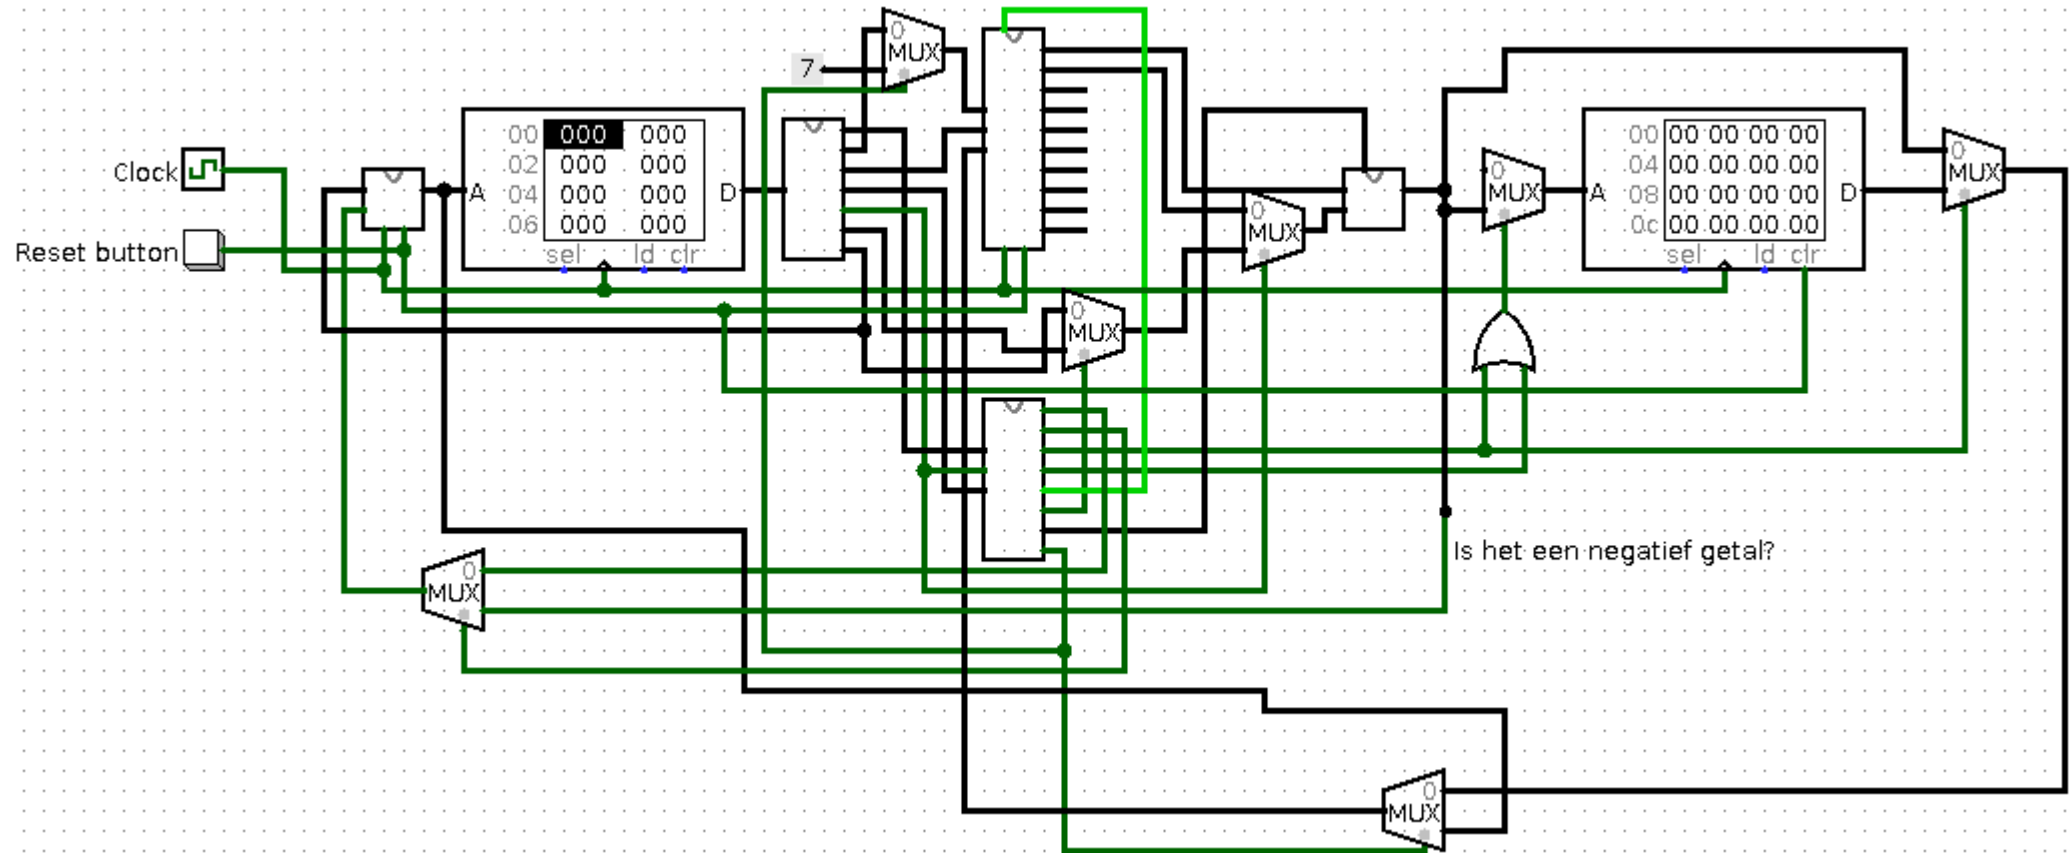 0
MUX
7
00 000 000
02 000 000
04 000 000
06 000 000
A
D
sel ld clr
Clock
Reset button
0
MUX
0
MUX
0
MUX
00 00 00 00 00
04 00 00 00 00
08 00 00 00 00
0c 00 00 00 00
A
D
sel ld clr
0
MUX
0
MUX
Is het een negatief getal?
0
MUX
0
MUX